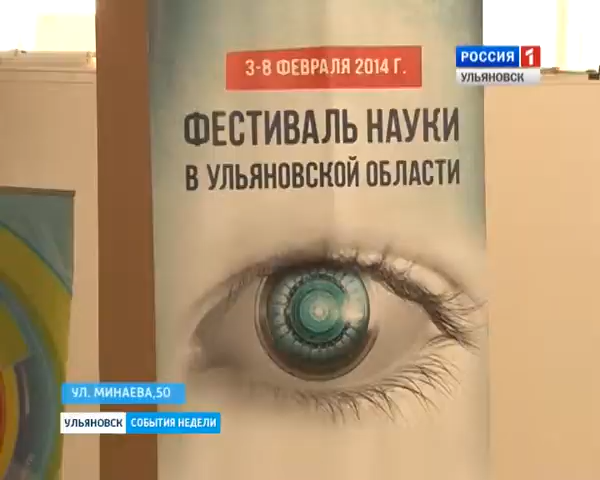 3-8 ФЕВРАЛЯ 2014 Г.
РОССИЯ 1
УЛЬЯНОВСК
ФЕСТИВАЛЬ НАУКИ
В УЛЬЯНОВСКОЙ ОБЛАСТИ
УЛ. МИНАЕВА,50
УЛЬЯНОВСК СОБЫТИЯ НЕДЕЛИ